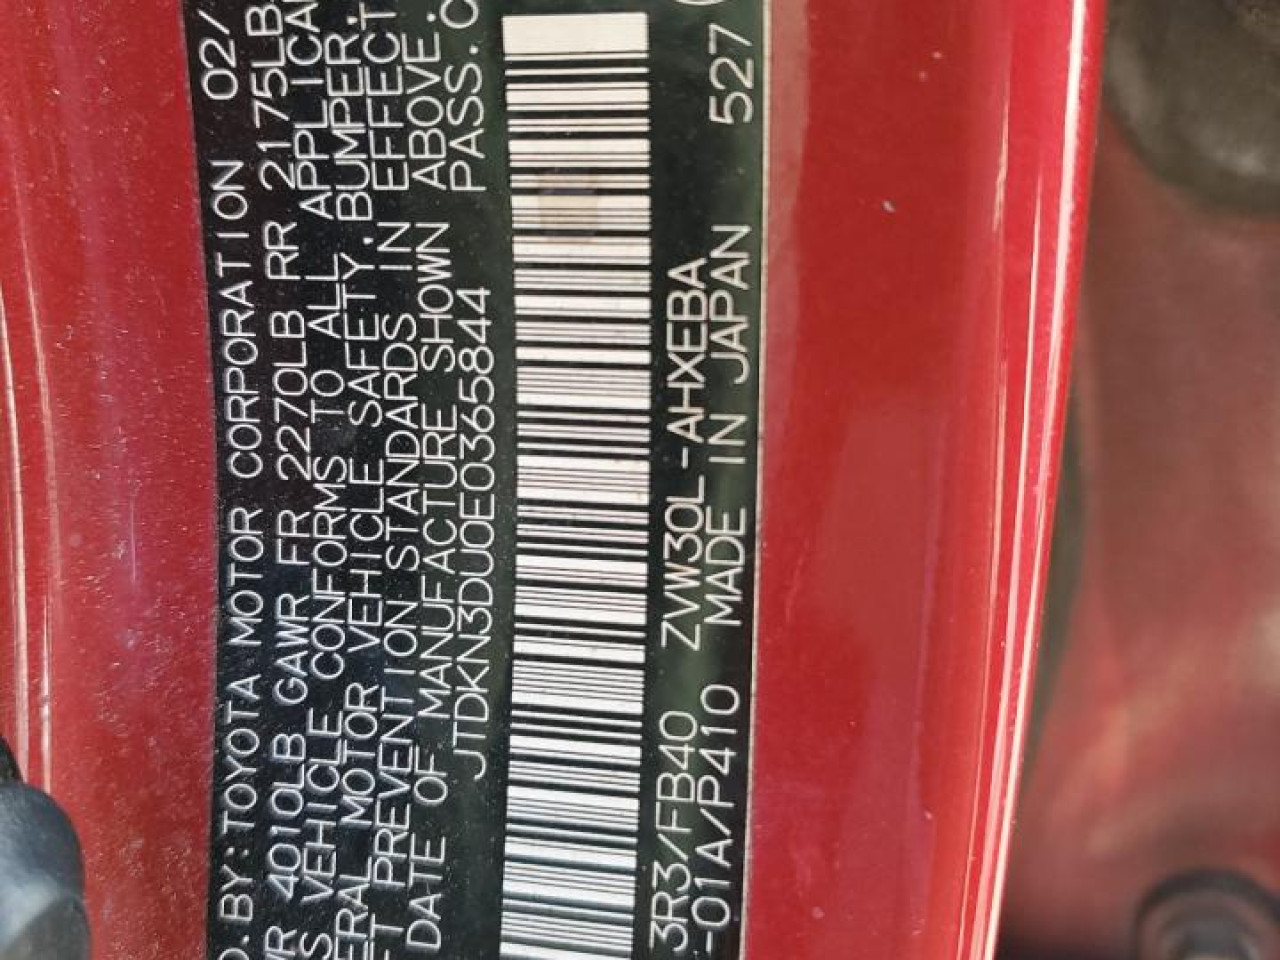 D. BY: TOYOTA MOTOR CORPORATION 02/
WR 4010LB GAWR FR 2270LB RR 2175LB
S VEHICLE CONFORMS TO ALL APPLICA
ERAL MOTOR VEHICLE SAFETY. BUMPER.
FT PREVENTION STANDARDS IN EFFECT
DATE OF MANUFACTURE SHOWN ABOVE.
JTDKN3DU0E0365844 PASS. C
3R3/FB40 ZVW30L-AHXEBA
-01A/P410 MADE IN JAPAN 527